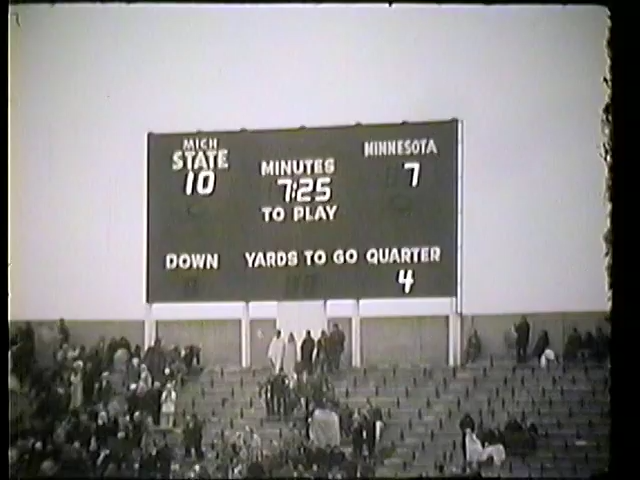 MICH
STATE
10
MINUTES
7:25
TO PLAY
MINNESOTA
7
DOWN
YARDS TO GO
QUARTER
4